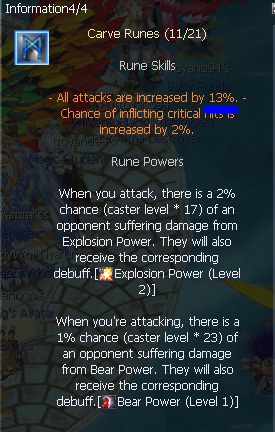 Information4/4
Carve Runes (11/21)
Rune Skills
- All attacks are increased by 13%. -
Chance of inflicting critical hits is
increased by 2%.
Rune Powers
When you attack, there is a 2%
chance (caster level * 17) of an
opponent suffering damage from
Explosion Power. They will also
receive the corresponding
debuff.[Explosion Power (Level
2)]
When you're attacking, there is a
1% chance (caster level * 23) of
an opponent suffering damage
from Bear Power. They will also
receive the corresponding
debuff.[Bear Power (Level 1)]